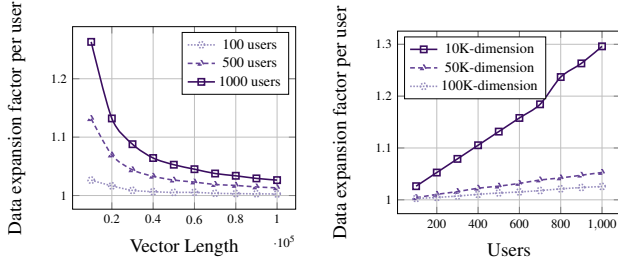 Data expansion factor per user
100 users
500 users
1000 users
1.2
1.1
1
0.2 0.4 0.6 0.8 1
·10⁵
Vector Length
Data expansion factor per user
10K-dimension
50K-dimension
100K-dimension
1.3
1.2
1.1
1
200 400 600 800 1,000
Users